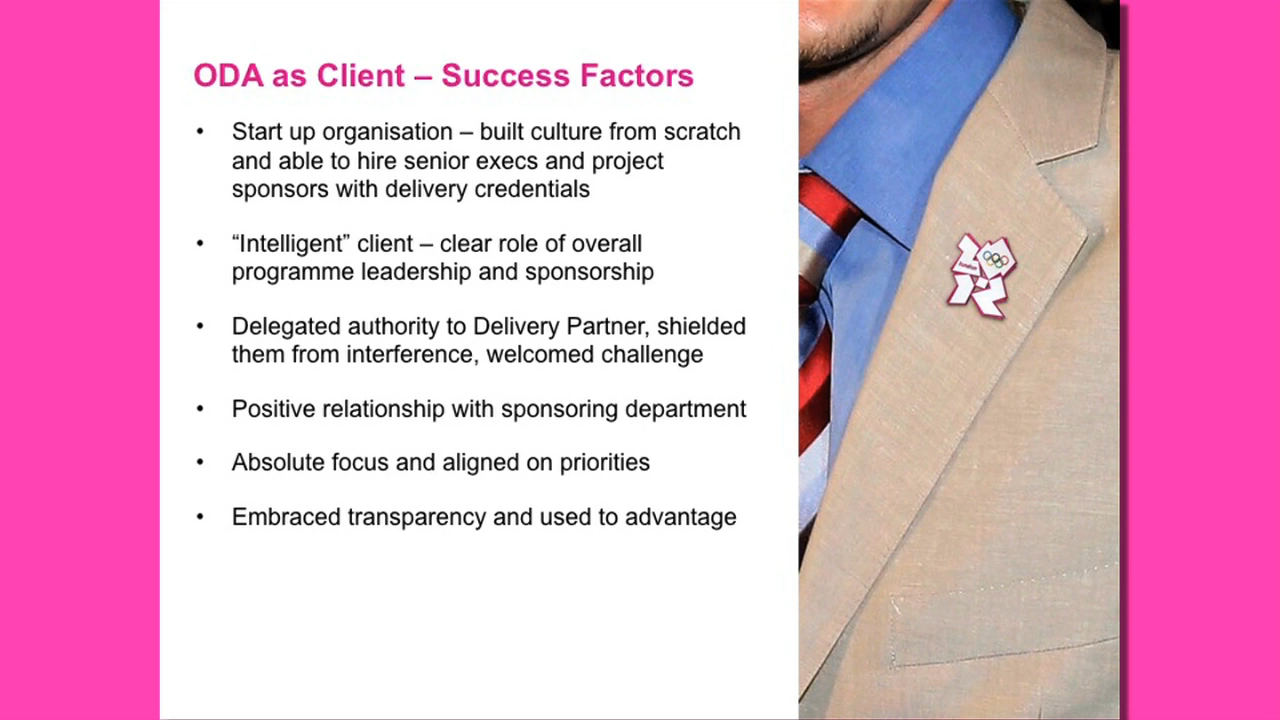 ODA as Client – Success Factors
• Start up organisation – built culture from scratch
and able to hire senior execs and project
sponsors with delivery credentials
• “Intelligent” client – clear role of overall
programme leadership and sponsorship
• Delegated authority to Delivery Partner, shielded
them from interference, welcomed challenge
• Positive relationship with sponsoring department
• Absolute focus and aligned on priorities
• Embraced transparency and used to advantage
london